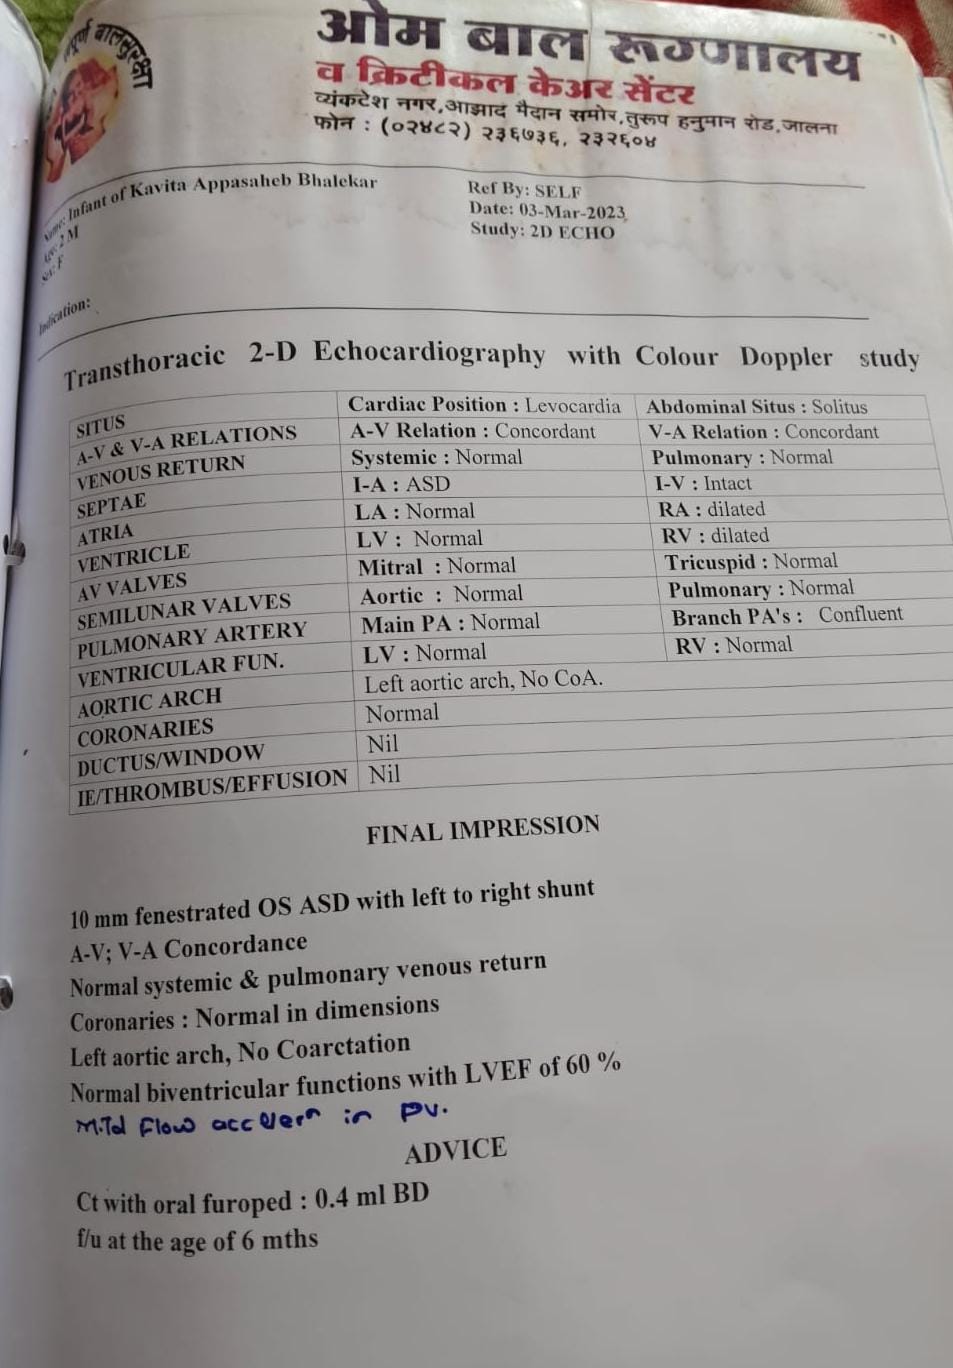 संपूर्ण बालसुरक्षा
ओम बाल रूग्णालय
व क्रिटीकल केअर सेंटर
व्यंकटेश नगर,आझाद मैदान समोर,तुरूप हनुमान रोड,जालना
फोन : (०२४८२) २३६७३६, २३२६०४
Name: Infant of Kavita Appasaheb Bhalekar Ref By: SELF
Age: 2 M Date: 03-Mar-2023
Sex: F Study: 2D ECHO
Indication:
Transthoracic 2-D Echocardiography with Colour Doppler study
SITUS Cardiac Position : Levocardia Abdominal Situs : Solitus
A-V & V-A RELATIONS A-V Relation : Concordant V-A Relation : Concordant
VENOUS RETURN Systemic : Normal Pulmonary : Normal
SEPTAE I-A : ASD I-V : Intact
ATRIA LA : Normal RA : dilated
VENTRICLE LV : Normal RV : dilated
AV VALVES Mitral : Normal Tricuspid : Normal
SEMILUNAR VALVES Aortic : Normal Pulmonary : Normal
PULMONARY ARTERY Main PA : Normal Branch PA's : Confluent
VENTRICULAR FUN. LV : Normal RV : Normal
AORTIC ARCH Left aortic arch, No CoA.
CORONARIES Normal
DUCTUS/WINDOW Nil
IE/THROMBUS/EFFUSION Nil
FINAL IMPRESSION
10 mm fenestrated OS ASD with left to right shunt
A-V; V-A Concordance
Normal systemic & pulmonary venous return
Coronaries : Normal in dimensions
Left aortic arch, No Coarctation
Normal biventricular functions with LVEF of 60 %
Mild flow accelern in PV.
ADVICE
Ct with oral furoped : 0.4 ml BD
f/u at the age of 6 mths